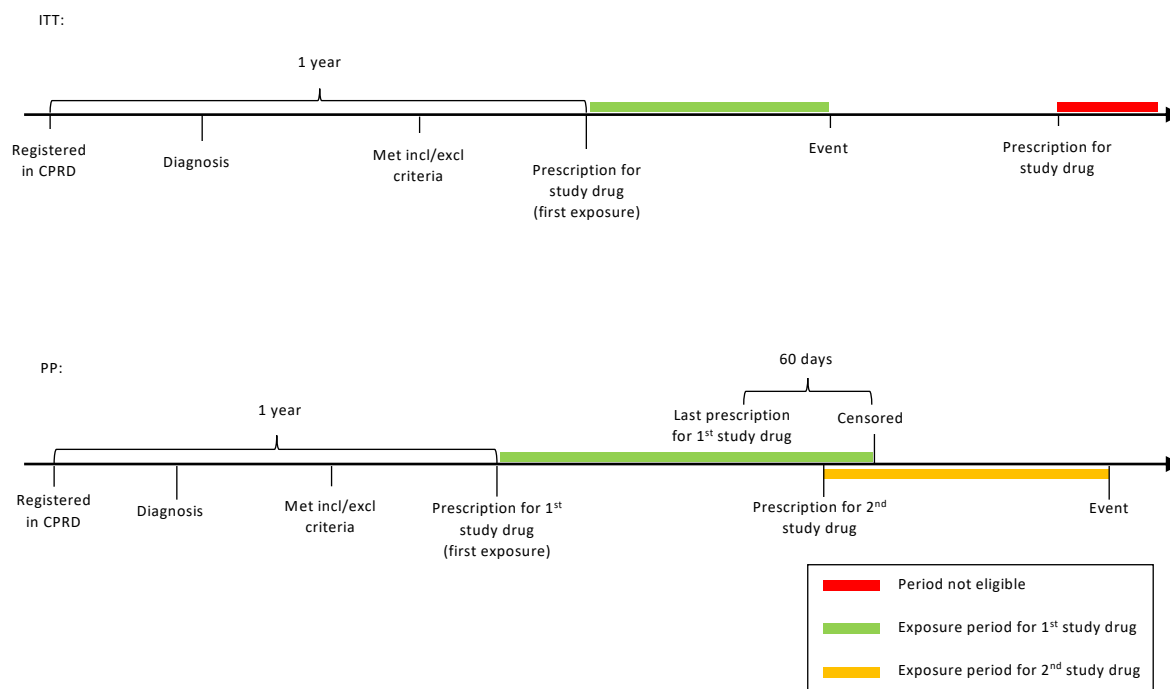 ITT:
1 year
Registered
in CPRD
Diagnosis
Met incl/excl
criteria
Prescription for
study drug
(first exposure)
Event
Prescription for
study drug
PP:
60 days
1 year
Last prescription
for 1st study drug
Censored
Registered
in CPRD
Diagnosis
Met incl/excl
criteria
Prescription for 1st
study drug
(first exposure)
Prescription for 2nd
study drug
Event
Period not eligible
Exposure period for 1st study drug
Exposure period for 2nd study drug